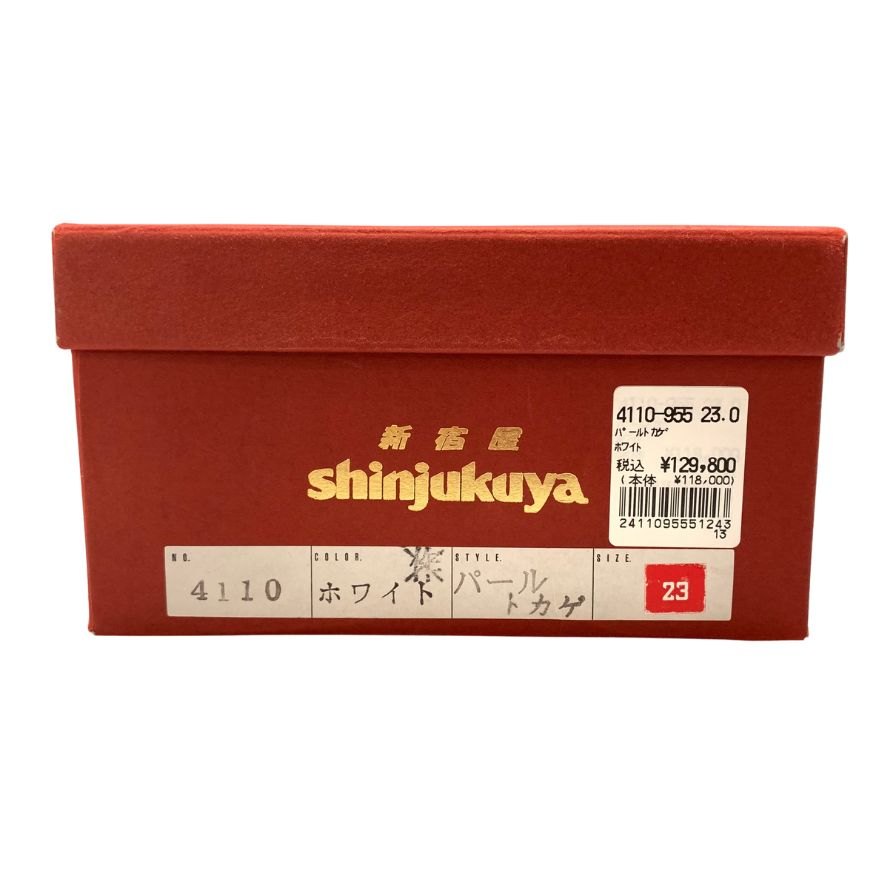 新宿屋
shinjukuya
4110-955 23.0
パールトカゲ
ホワイト
税込 ¥129,800
(本体 ¥118,000)
2411095551243
13
NO. COLOR. STYLE. SIZE.
4110 ホワイト パール 23
トカゲ